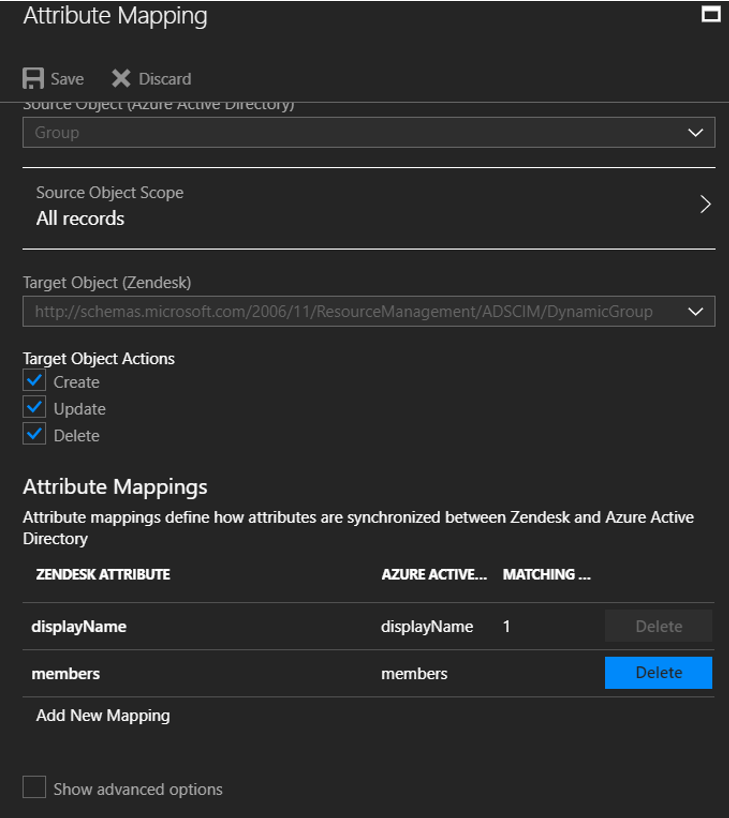 Attribute Mapping
Save Discard
Source Object (Azure Active Directory)
Group
Source Object Scope
All records
Target Object (Zendesk)
http://schemas.microsoft.com/2006/11/ResourceManagement/ADSCIM/DynamicGroup
Target Object Actions
Create
Update
Delete
Attribute Mappings
Attribute mappings define how attributes are synchronized between Zendesk and Azure Active
Directory
ZENDESK ATTRIBUTE AZURE ACTIVE... MATCHING ...
displayName displayName 1 Delete
members members Delete
Add New Mapping
Show advanced options